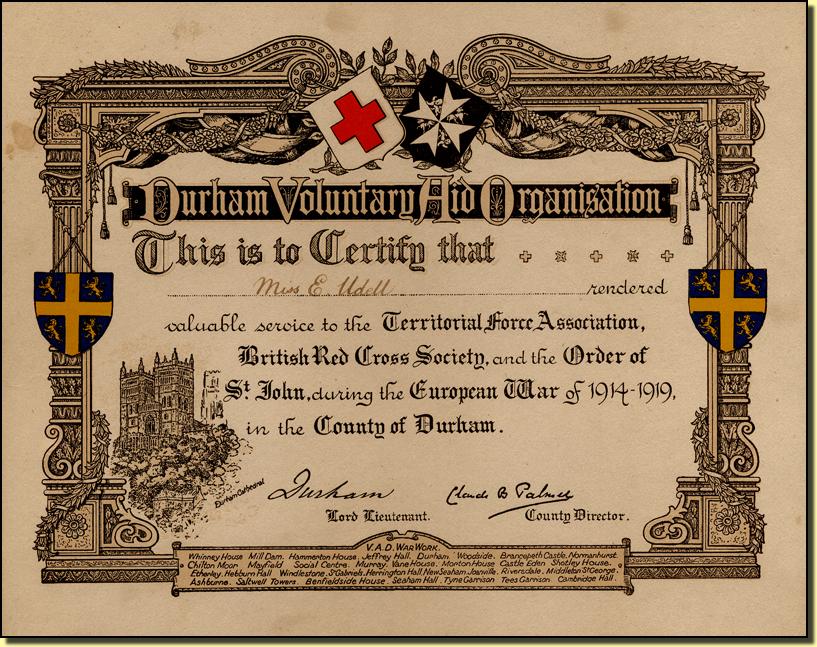 Durham Voluntary Aid Organisation
This is to Certify that
Miss E. Udell rendered
valuable service to the Territorial Force Association,
British Red Cross Society, and the Order of
St John, during the European War of 1914-1919,
in the County of Durham.
Durham Cathedral
Durham Claude B Palmer
Lord Lieutenant. County Director.
V.A.D. WAR WORK.
Whinney House Mill Dam. Hammerton House. Jeffrey Hall. Durham. Woodside. Brancepeth Castle. Normanhurst.
Chilton Moor Mayfield Social Centre. Murray. Vane House. Morton House Castle Eden Shotley House.
Etherley. Hebburn Hall Windlestone. St Gabriels. Herrington Hall. New Seaham. Joanville. Riversdale. Middleton St George.
Ashburne. Saltwell Towers. Benfieldside House. Seaham Hall. Tyne Garrison Tees Garrison Cambridge Hall.